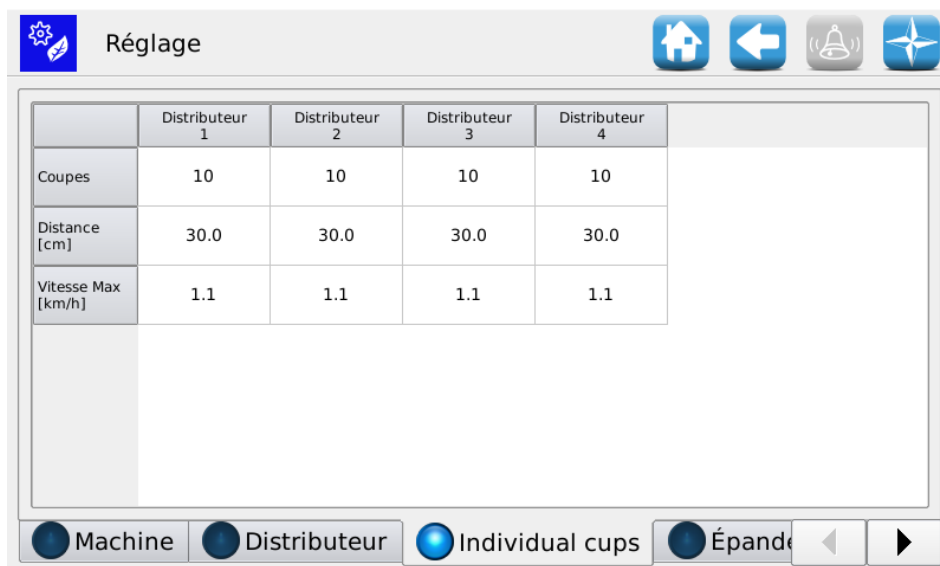 Réglage
Distributeur 1 Distributeur 2 Distributeur 3 Distributeur 4
Coupes 10 10 10 10
Distance [cm] 30.0 30.0 30.0 30.0
Vitesse Max [km/h] 1.1 1.1 1.1 1.1
Machine Distributeur Individual cups Épande